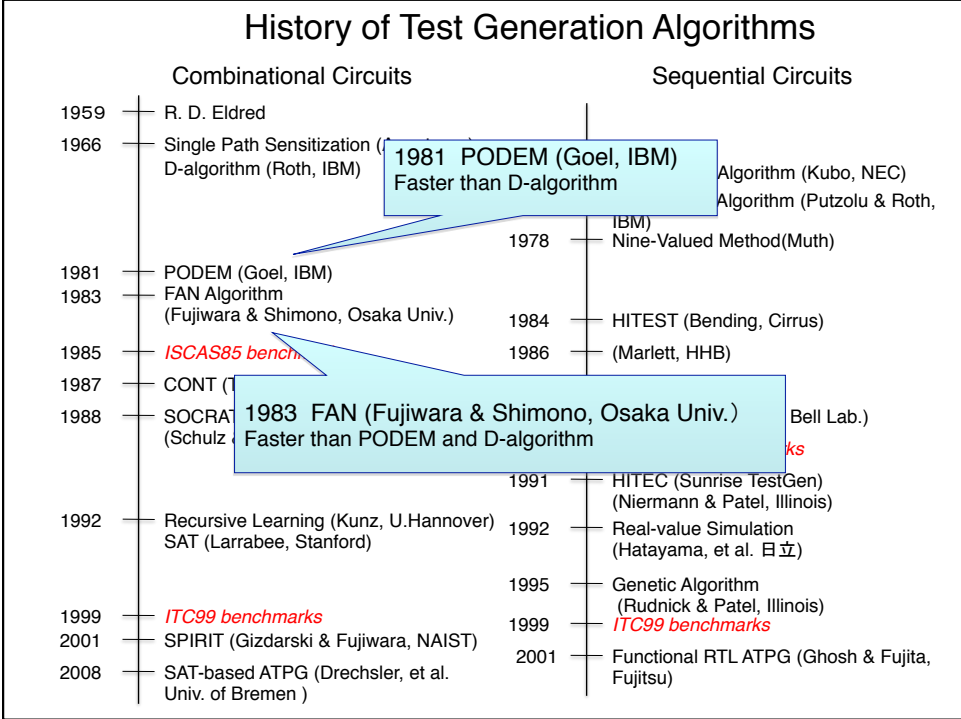 History of Test Generation Algorithms
Combinational Circuits
1959 R. D. Eldred
1966 Single Path Sensitization (
D-algorithm (Roth, IBM)
1981 PODEM (Goel, IBM)
Faster than D-algorithm
1981 PODEM (Goel, IBM)
1983 FAN Algorithm
(Fujiwara & Shimono, Osaka Univ.)
1985 ISCAS85
1987 CONT (
1988
(Schulz
1983 FAN (Fujiwara & Shimono, Osaka Univ.)
Faster than PODEM and D-algorithm
1992 Recursive Learning (Kunz, U.Hannover)
SAT (Larrabee, Stanford)
1999 ITC99 benchmarks
2001 SPIRIT (Gizdarski & Fujiwara, NAIST)
2008 SAT-based ATPG (Drechsler, et al.
Univ. of Bremen )
Sequential Circuits
Algorithm (Kubo, NEC)
Algorithm (Putzolu & Roth,
IBM)
1978 Nine-Valued Method(Muth)
1984 HITEST (Bending, Cirrus)
1986 (Marlett, HHB)
Bell Lab.)
1991 HITEC (Sunrise TestGen)
(Niermann & Patel, Illinois)
1992 Real-value Simulation
(Hatayama, et al. 日立)
1995 Genetic Algorithm
(Rudnick & Patel, Illinois)
1999 ITC99 benchmarks
2001 Functional RTL ATPG (Ghosh & Fujita,
Fujitsu)